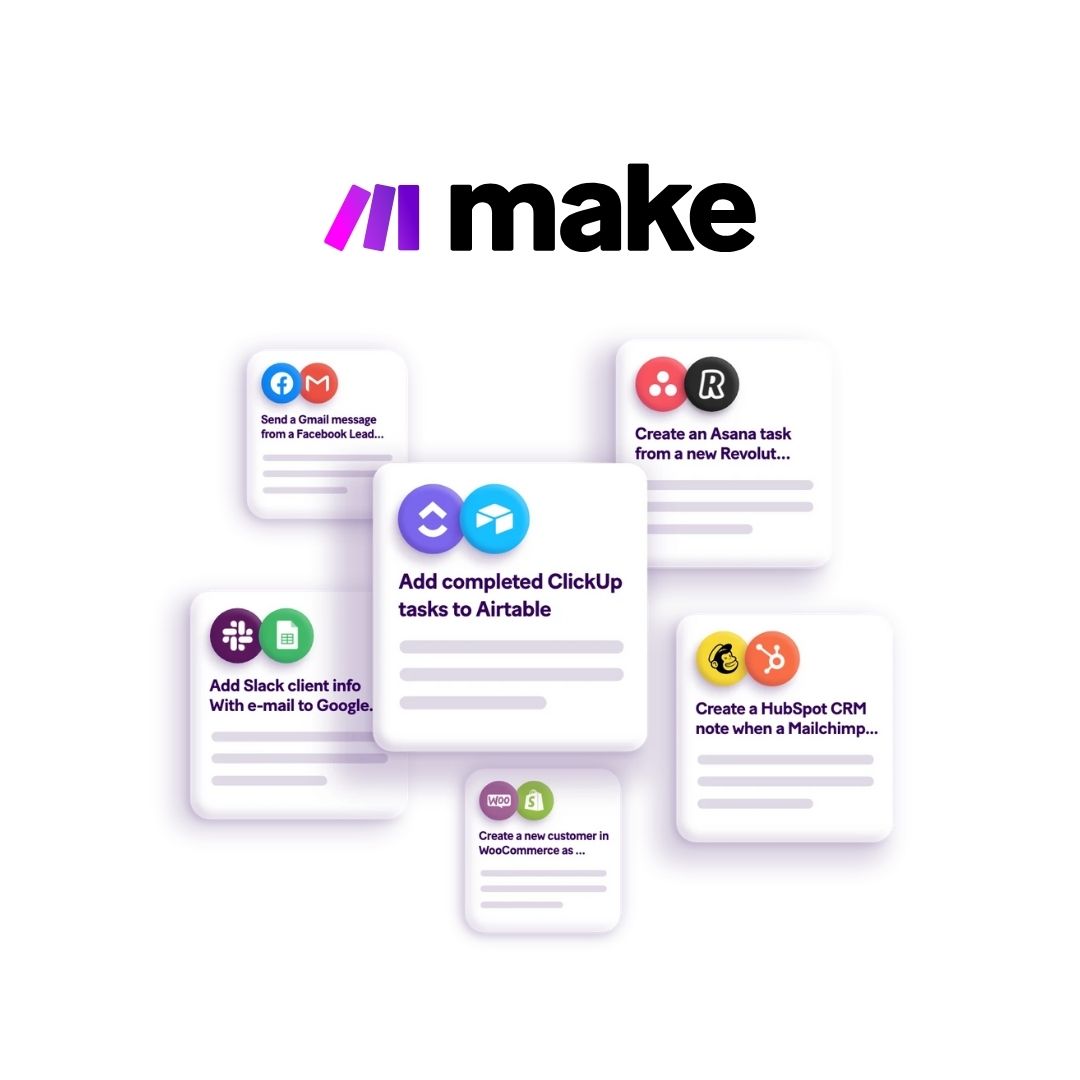 make
Send a Gmail message
from a Facebook Lead...
R
Create an Asana task
from a new Revolut...
Add completed ClickUp
tasks to Airtable
Add Slack client info
With e-mail to Google.
Create a HubSpot CRM
note when a Mailchimp...
WOO
S
Create a new customer in
WooCommerce as ...